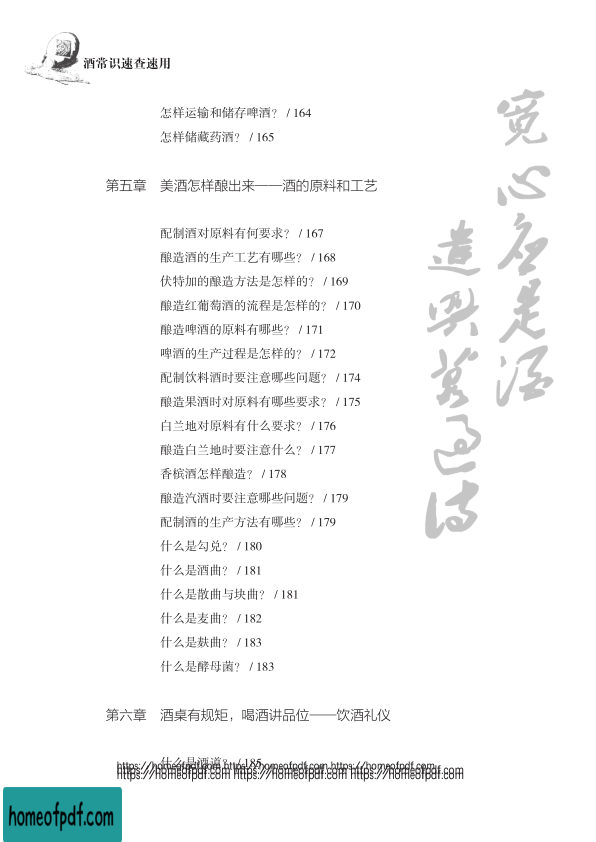 酒常识速查速用
怎样运输和储存啤酒？ / 164
怎样储藏药酒？ / 165
第五章 美酒怎样酿出来——酒的原料和工艺
配制酒对原料有何要求？ / 167
酿造酒的生产工艺有哪些？ / 168
伏特加的酿造方法是怎样的？ / 169
酿造红葡萄酒的流程是怎样的？ / 170
酿造啤酒的原料有哪些？ / 171
啤酒的生产过程是怎样的？ / 172
配制饮料酒时要注意哪些问题？ / 174
酿造果酒时对原料有哪些要求？ / 175
白兰地对原料有什么要求？ / 176
酿造白兰地时要注意什么？ / 177
香槟酒怎样酿造？ / 178
酿造汽酒时要注意哪些问题？ / 179
配制酒的生产方法有哪些？ / 179
什么是勾兑？ / 180
什么是酒曲？ / 181
什么是散曲与块曲？ / 181
什么是麦曲？ / 182
什么是麸曲？ / 183
什么是酵母菌？ / 183
第六章 酒桌有规矩，喝酒讲品位——饮酒礼仪
什么是酒道？ / 185
宽心应是酒
遣兴莫过诗
https://homeofpdf.com https://homeofpdf.com https://homeofpdf.com
https://homeofpdf.com https://homeofpdf.com https://homeofpdf.com
homeofpdf.com